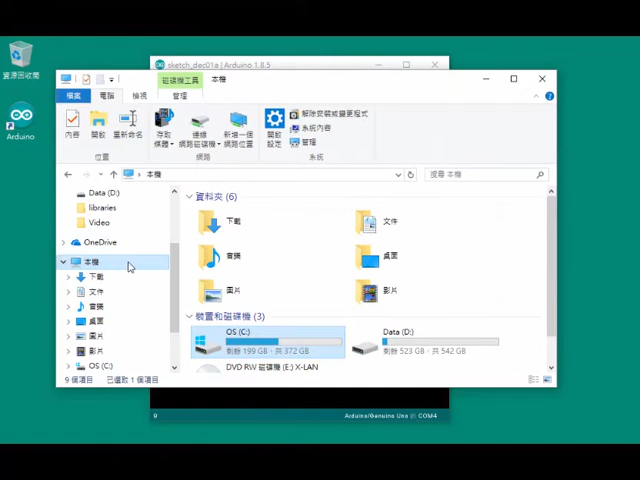 資源回收筒
Arduino
sketch_dec01a | Arduino 1.8.5
磁碟機工具
本機
檔案
電腦
檢視
管理
內容
開啟
重新命名
存取
媒體
連線
網路磁碟機
新增一個
網路位置
開啟
設定
解除安裝或變更程式
系統內容
管理
位置
網路
系統
本機
搜尋 本機
Data (D:)
libraries
Video
OneDrive
本機
下載
文件
音樂
桌面
圖片
影片
OS (C:)
資料夾 (6)
下載
文件
音樂
桌面
圖片
影片
裝置和磁碟機 (3)
OS (C:)
剩餘 199 GB，共 372 GB
Data (D:)
剩餘 523 GB，共 542 GB
DVD RW 磁碟機 (E:) X-LAN
9 個項目
已選取 1 個項目
9
Arduino/Genuino Uno 於 COM4